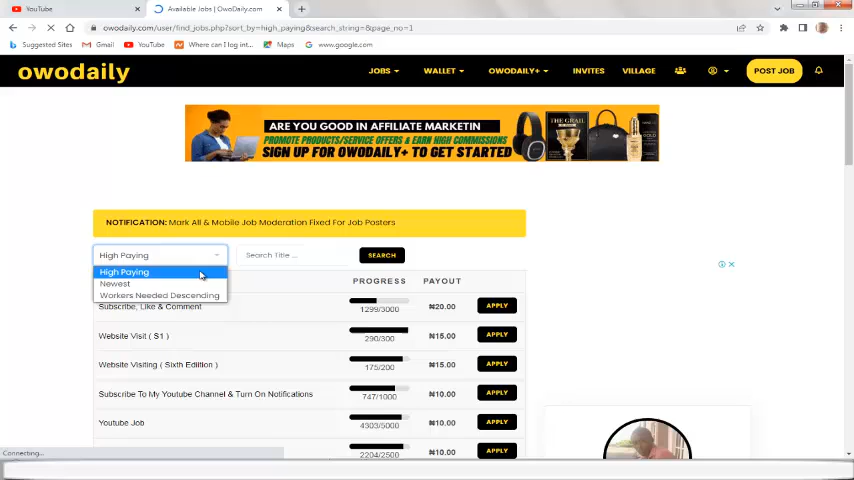 YouTube
Available Jobs | OwoDaily.com
owodaily.com/user/find_jobs.php?sort_by=high_paying&search_string=&page_no=1
Suggested Sites
Gmail
YouTube
Where can I log int...
Maps
www.google.com
owodaily
JOBS
WALLET
OWODAILY+
INVITES
VILLAGE
POST JOB
ARE YOU GOOD IN AFFILIATE MARKETIN
PROMOTE PRODUCTS/SERVICE OFFERS & EARN HIGH COMMISSIONS
SIGN UP FOR OWODAILY+ TO GET STARTED
THE GRAIL
NOTIFICATION: Mark All & Mobile Job Moderation Fixed For Job Posters
High Paying
Search Title ...
SEARCH
High Paying
Newest
Workers Needed Descending
PROGRESS PAYOUT
Subscribe, Like & Comment 1299/3000 ₦20.00 APPLY
Website Visit ( S1 ) 290/300 ₦15.00 APPLY
Website Visiting ( Sixth Edition ) 175/200 ₦15.00 APPLY
Subscribe To My Youtube Channel & Turn On Notifications 747/1000 ₦10.00 APPLY
Youtube Job 4303/5000 ₦10.00 APPLY
2204/2500 ₦10.00 APPLY
Connecting...